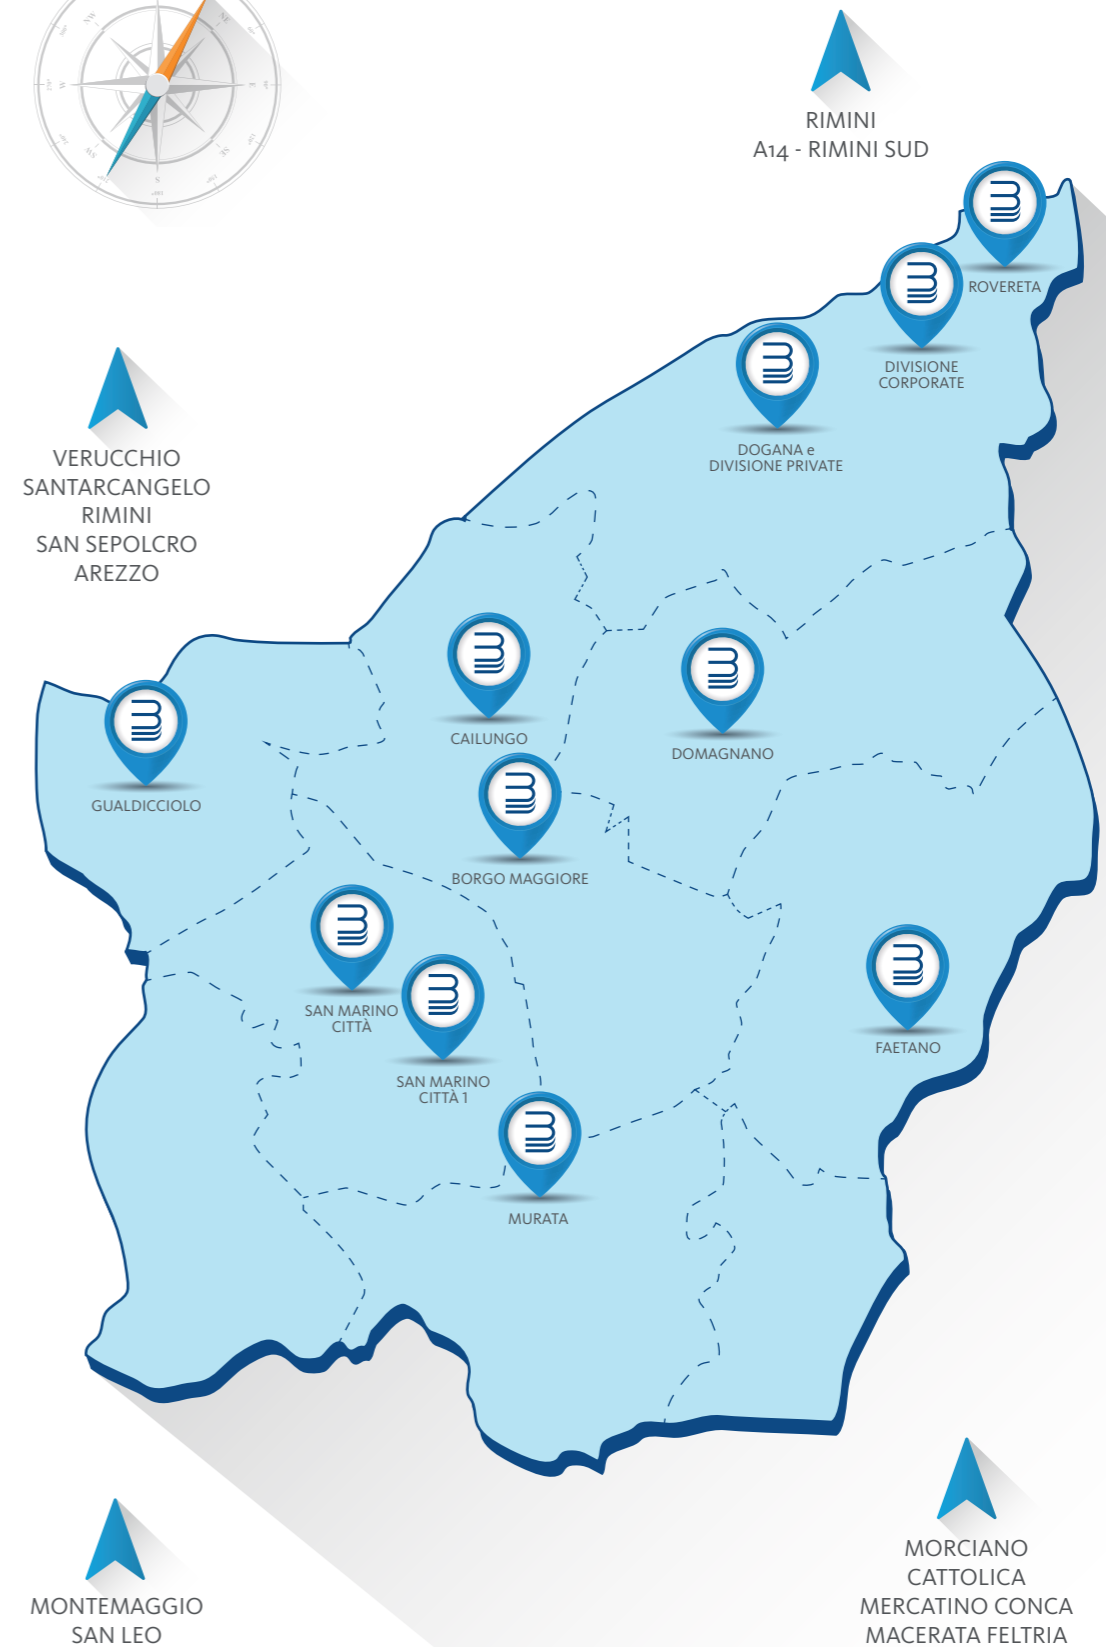 RIMINI
A14 - RIMINI SUD
ROVERETA
DIVISIONE
CORPORATE
DOGANA e
DIVISIONE PRIVATE
VERUCCHIO
SANTARCANGELO
RIMINI
SAN SEPOLCRO
AREZZO
CAILUNGO
DOMAGNANO
GUALDICCIOLO
BORGO MAGGIORE
SAN MARINO
CITTÀ
SAN MARINO
CITTÀ 1
FAETANO
MURATA
MONTEMAGGIO
SAN LEO
MORCIANO
CATTOLICA
MERCATINO CONCA
MACERATA FELTRIA